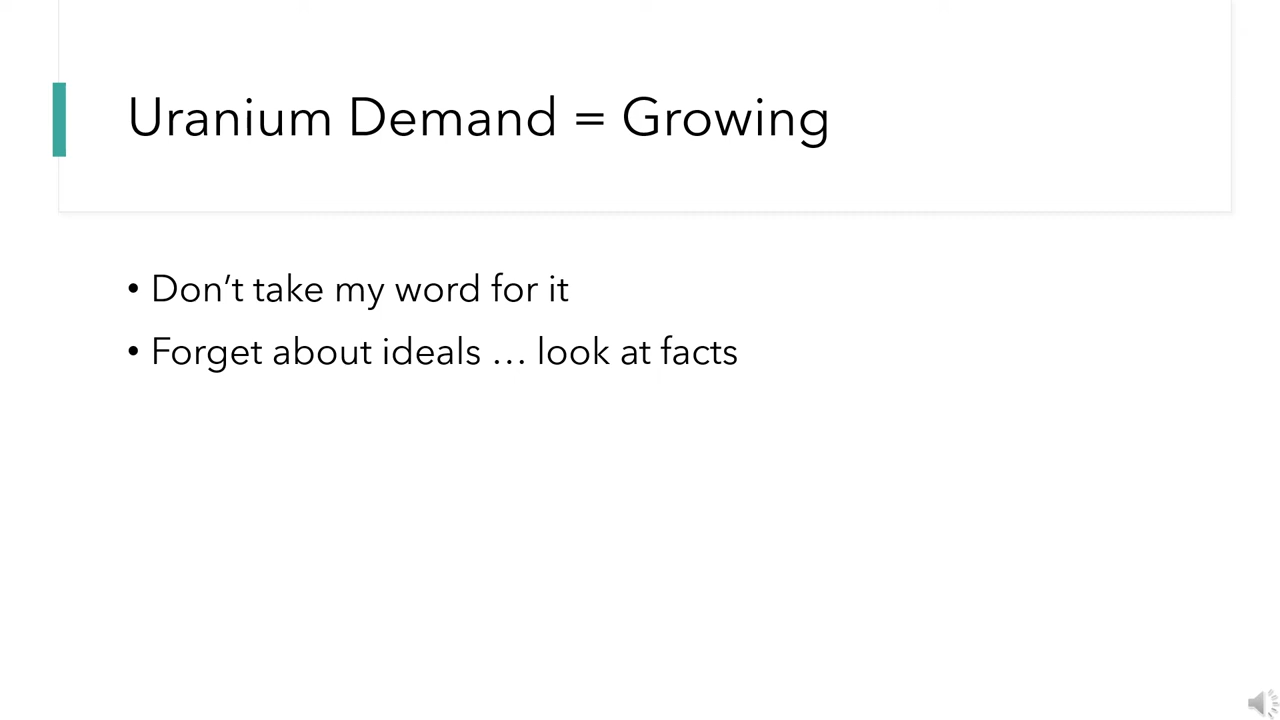 Uranium Demand = Growing
• Don’t take my word for it
• Forget about ideals … look at facts